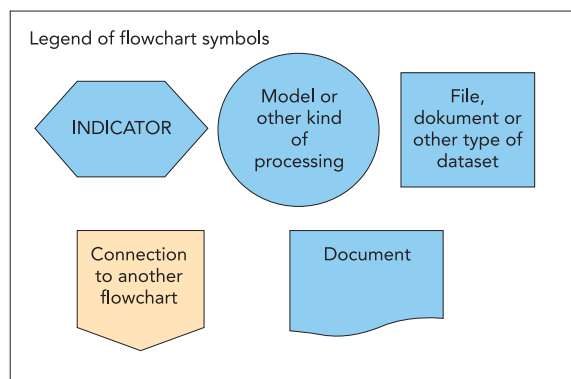 Legend of flowchart symbols
INDICATOR
Model or
other kind
of
processing
File,
dokument or
other type of
dataset
Connection
to another
flowchart
Document